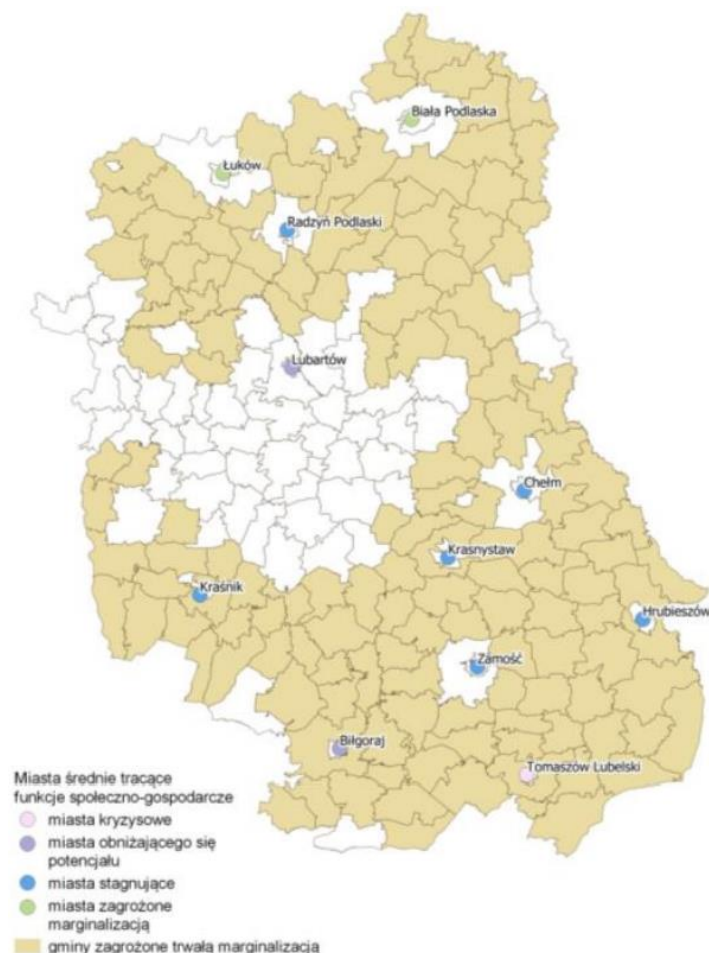 Biała Podlaska
Łuków
Radzyń Podlaski
Lubartów
Chełm
Krasnystaw
Kraśnik
Hrubieszów
Zamość
Biłgoraj
Tomaszów Lubelski
Miasta średnie tracące
funkcje społeczno-gospodarcze
miasta kryzysowe
miasta obniżającego się
potencjału
miasta stagnujące
miasta zagrożone
marginalizacją
gminy zagrożone trwałą marginalizacją